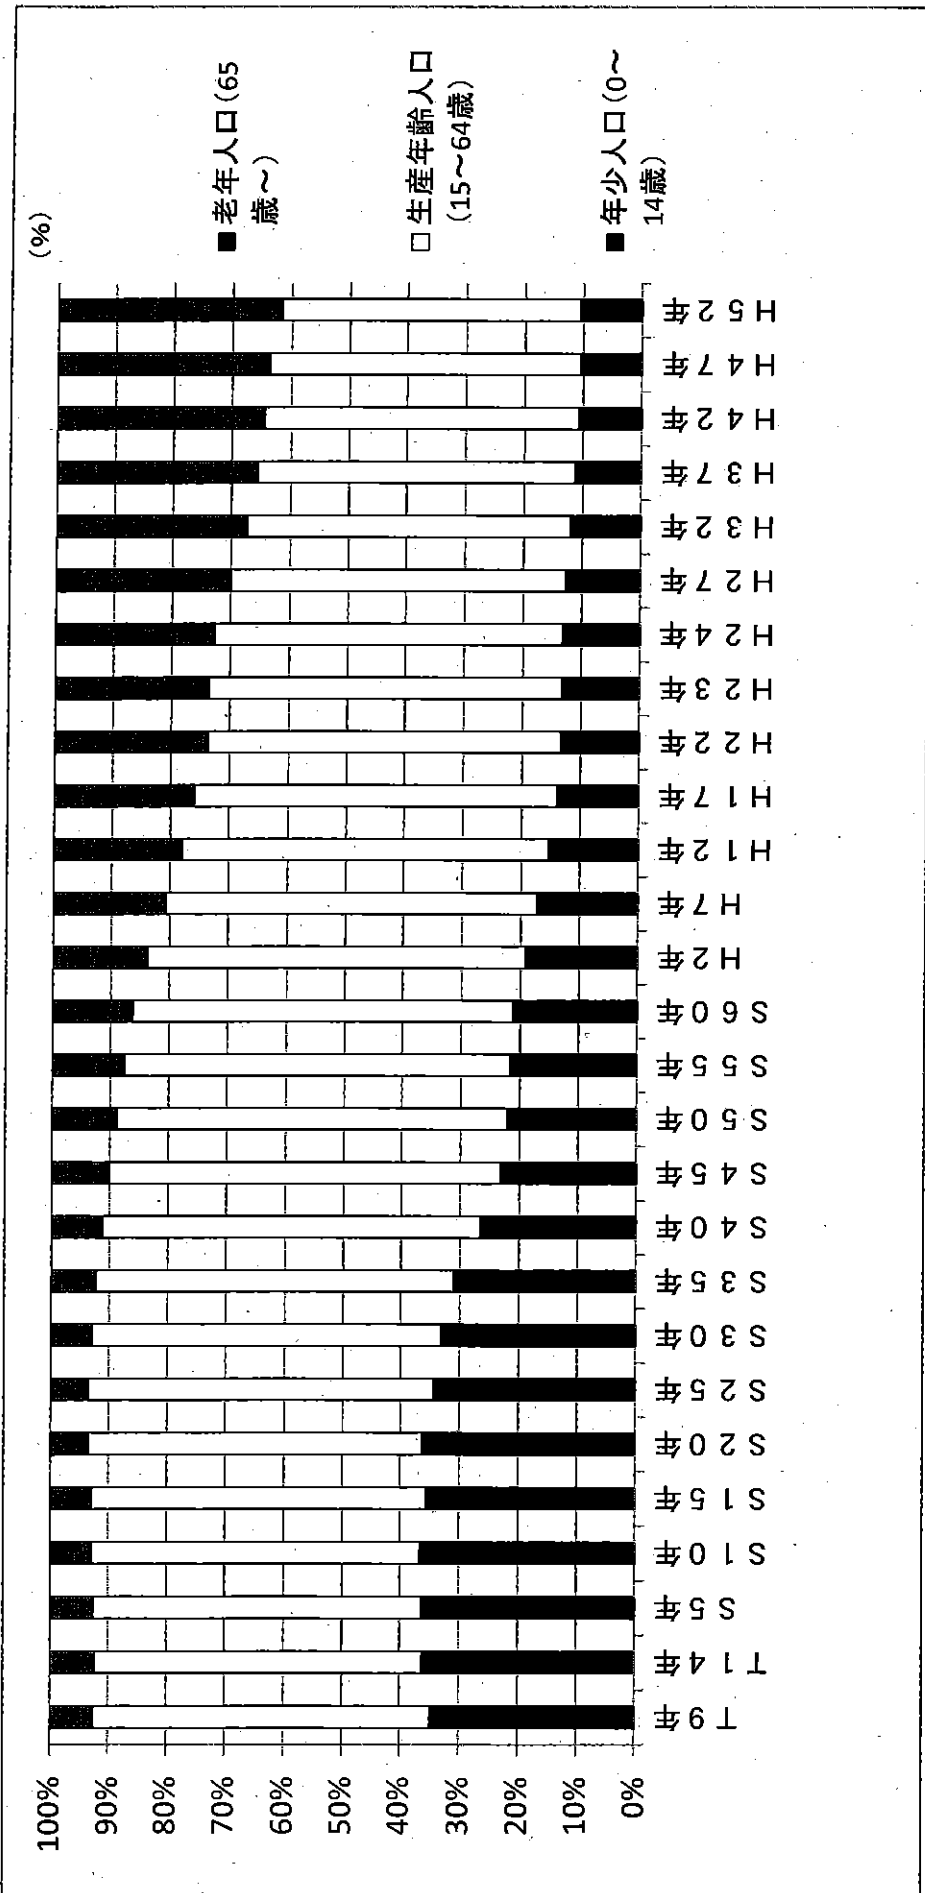 (%)
100%
90%
80%
70%
60%
50%
40%
30%
20%
10%
0%
T9年
T14年
S5年
S10年
S15年
S20年
S25年
S30年
S35年
S40年
S45年
S50年
S55年
S60年
H2年
H7年
H12年
H17年
H22年
H23年
H24年
H27年
H32年
H37年
H42年
H47年
H52年
■老年人口(65
歳～)
□生産年齢人口
(15～64歳)
■年少人口(0～
14歳)